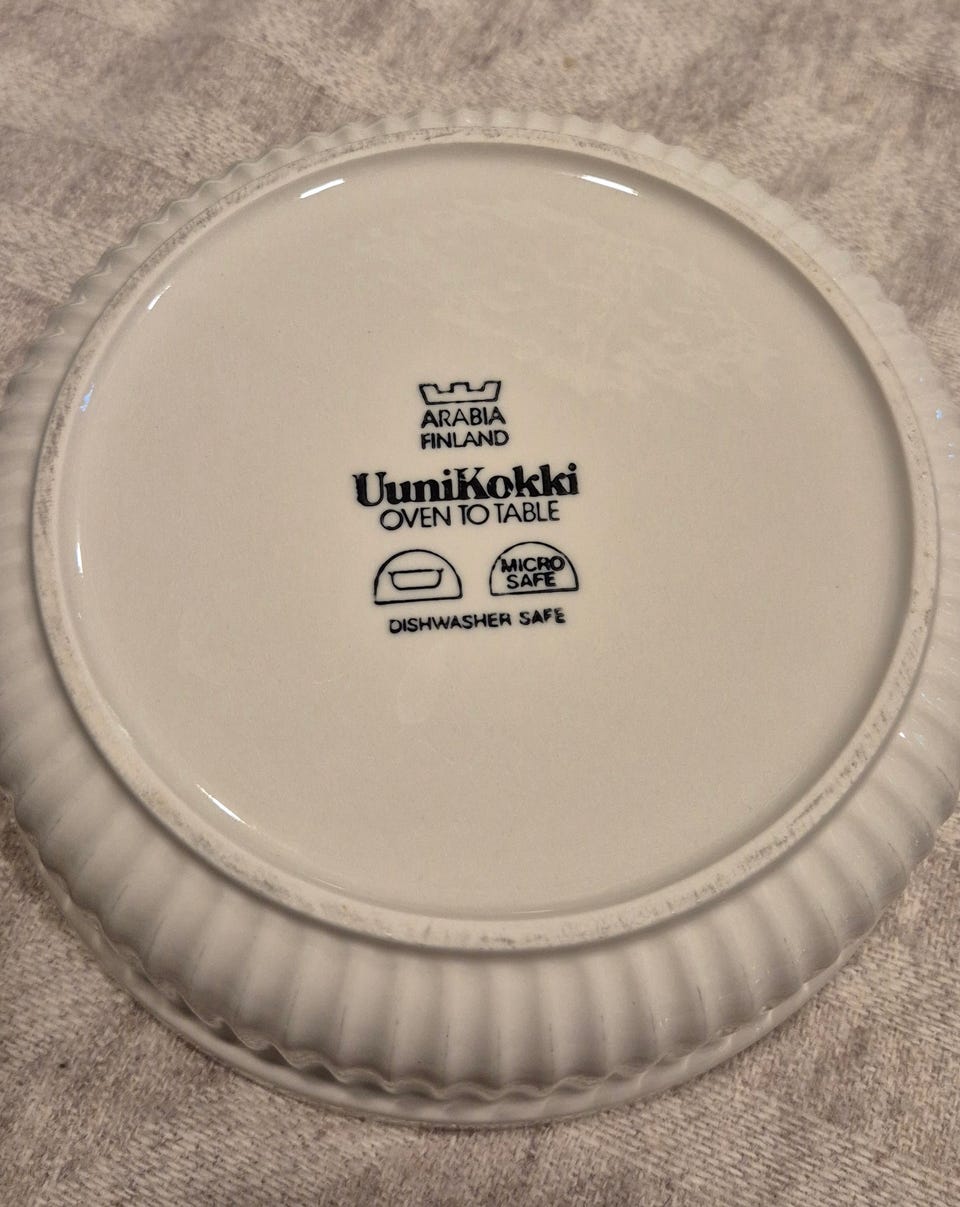 ARABIA
FINLAND
UuniKokki
OVEN TO TABLE
MICRO
SAFE
DISHWASHER SAFE